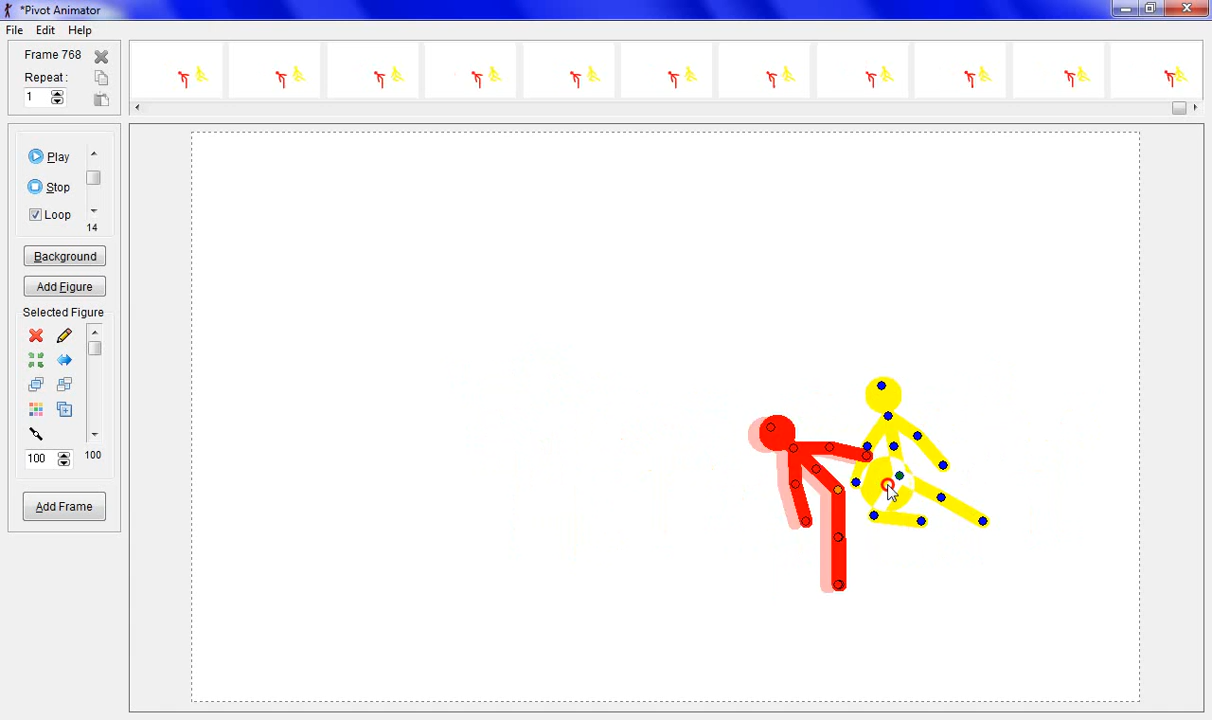 *Pivot Animator
File Edit Help
Frame 768
Repeat:
1
Play
Stop
Loop
14
Background
Add Figure
Selected Figure
100
100
Add Frame